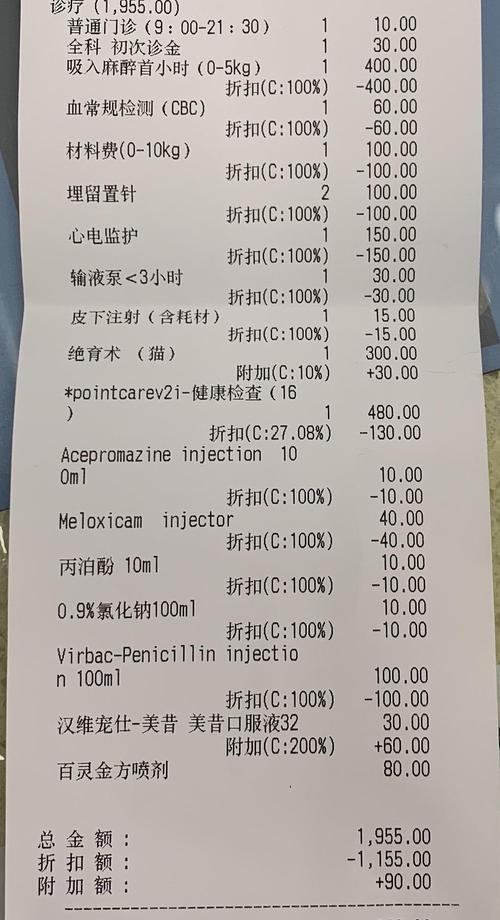 诊疗 (1,955.00)
普通门诊(9：00-21：30) 1 10.00
全科 初次诊金 1 30.00
吸入麻醉首小时(0-5kg) 1 400.00
折扣(C:100%) -400.00
血常规检测(CBC) 1 60.00
折扣(C:100%) -60.00
材料费(0-10kg) 1 100.00
折扣(C:100%) -100.00
埋留置针 2 100.00
折扣(C:100%) -100.00
心电监护 1 150.00
折扣(C:100%) -150.00
输液泵<3小时 1 30.00
折扣(C:100%) -30.00
皮下注射(含耗材) 1 15.00
折扣(C:100%) -15.00
绝育术 (猫) 1 300.00
附加(C:10%) +30.00
*pointcarev2i-健康检查(16
) 1 480.00
折扣(C:27.08%) -130.00
Acepromazine injection 10
0ml 10.00
折扣(C:100%) -10.00
Meloxicam injector 40.00
折扣(C:100%) -40.00
丙泊酚 10ml 10.00
折扣(C:100%) -10.00
0.9%氯化钠100ml 10.00
折扣(C:100%) -10.00
Virbac-Penicillin injectio
n 100ml 100.00
折扣(C:100%) -100.00
汉维宠仕-美昔 美昔口服液32 30.00
附加(C:200%) +60.00
百灵金方喷剂 80.00
总 金 额 : 1,955.00
折 扣 额 : -1,155.00
附 加 额 : +90.00